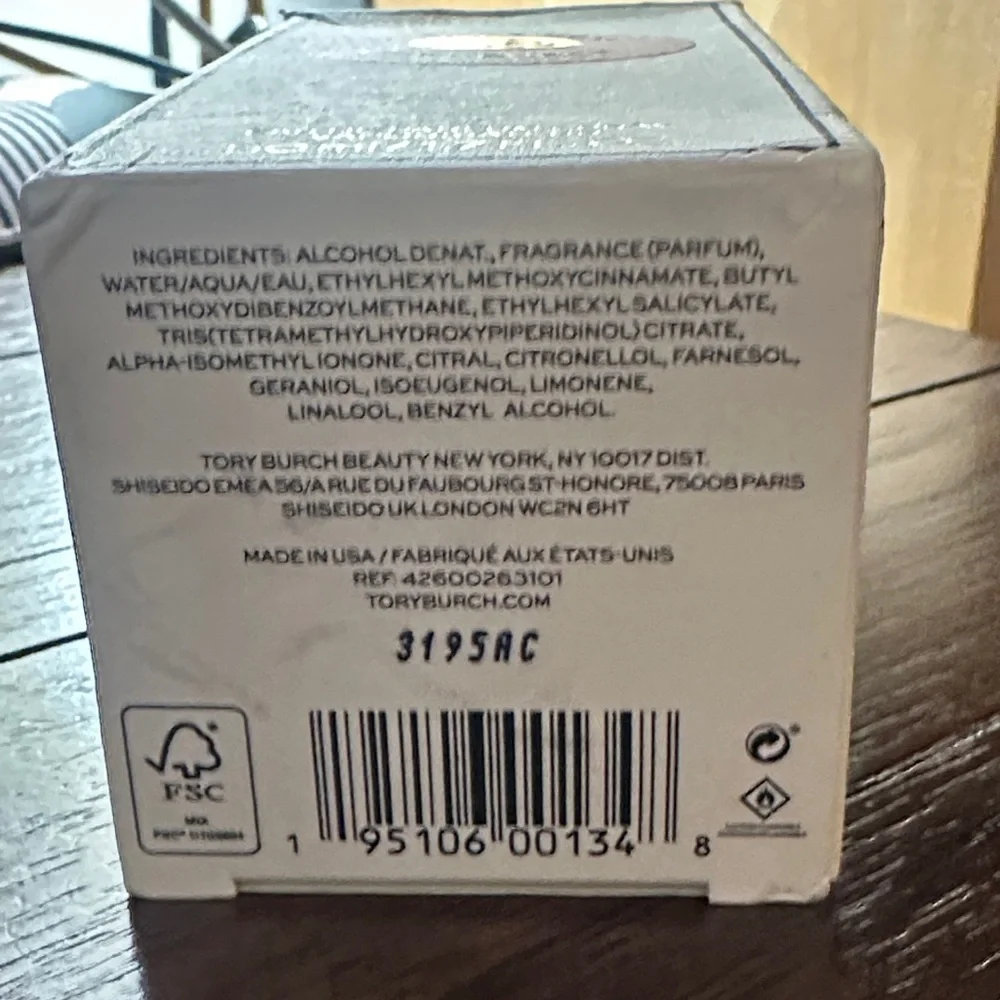 INGREDIENTS: ALCOHOL DENAT., FRAGRANCE (PARFUM),
WATER/AQUA/EAU, ETHYLHEXYL METHOXYCINNAMATE, BUTYL
METHOXYDIBENZOYLMETHANE, ETHYLHEXYL SALICYLATE,
TRIS(TETRAMETHYLHYDROXYPIPERIDINOL) CITRATE,
ALPHA-ISOMETHYL IONONE, CITRAL, CITRONELLOL, FARNESOL,
GERANIOL, ISOEUGENOL, LIMONENE,
LINALOOL, BENZYL ALCOHOL.
TORY BURCH BEAUTY NEW YORK, NY 10017 DIST.
SHISEIDO EMEA 56/A RUE DU FAUBOURG ST-HONORE, 75008 PARIS
SHISEIDO UK LONDON WC2N 6HT
MADE IN USA / FABRIQUÉ AUX ÉTATS-UNIS
REF. 42600263101
TORYBURCH.COM
3195AC
FSC
MIX
1 95106 00134 8